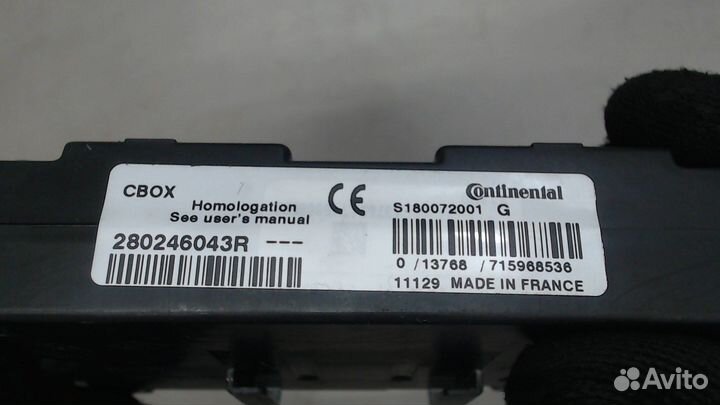 CBOX
Homologation
See user's manual
280246043R ---
CE
Continental
S180072001 G
0 /13768 /715968536
11129 MADE IN FRANCE
Avito